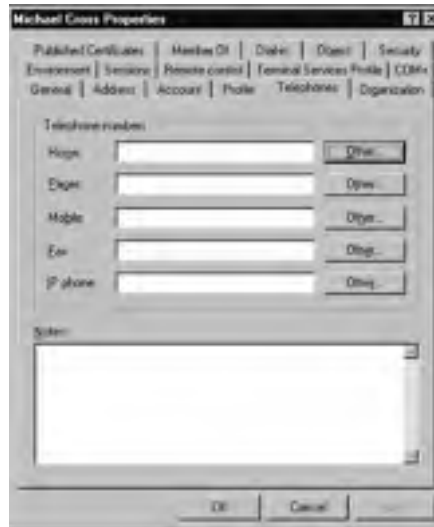 Michael Cross Properties
Published Certificates Member Of Dial-in Object Security
Environment Sessions Remote control Terminal Services Profile COM+
General Address Account Profile Telephones Organization
Telephone numbers
Home: Other...
Pager: Other...
Mobile: Other...
Fax: Other...
IP phone: Other...
Notes:
OK Cancel